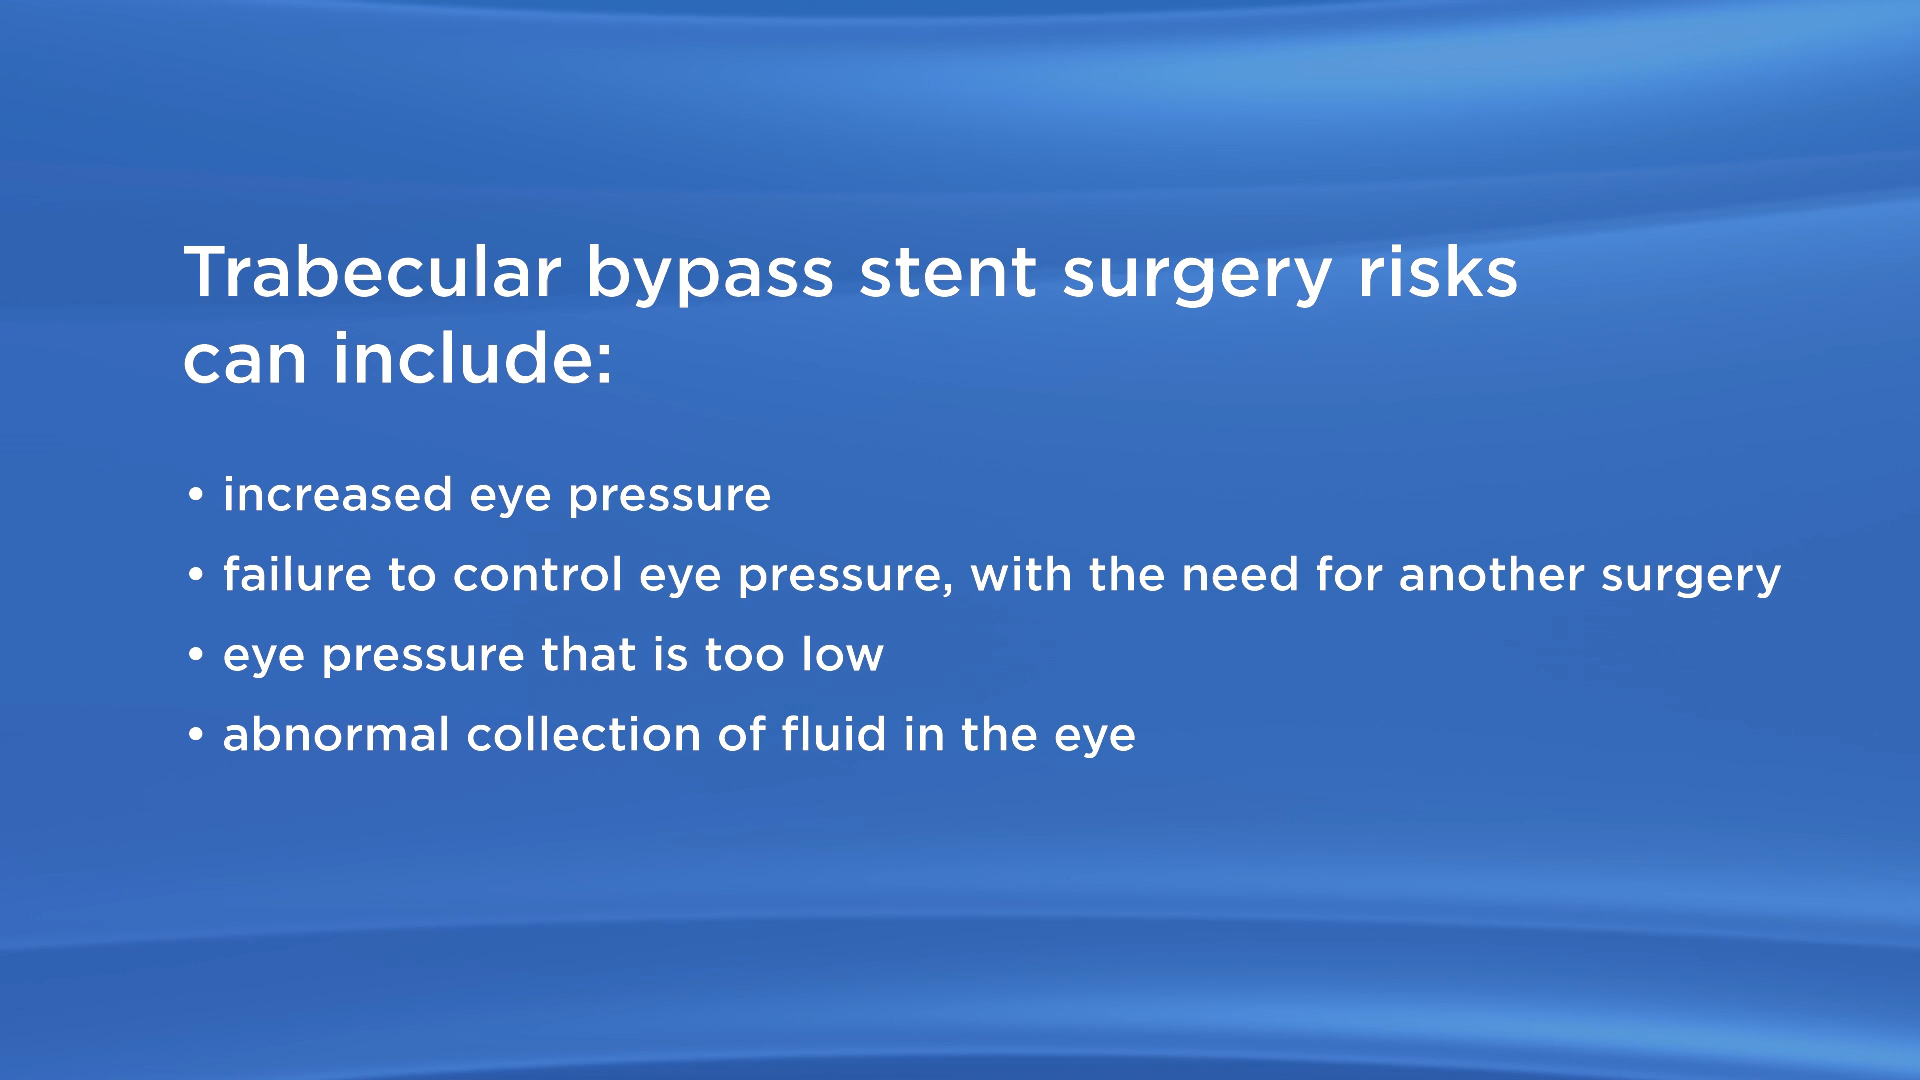 Trabecular bypass stent surgery risks
can include:
• increased eye pressure
• failure to control eye pressure, with the need for another surgery
• eye pressure that is too low
• abnormal collection of fluid in the eye